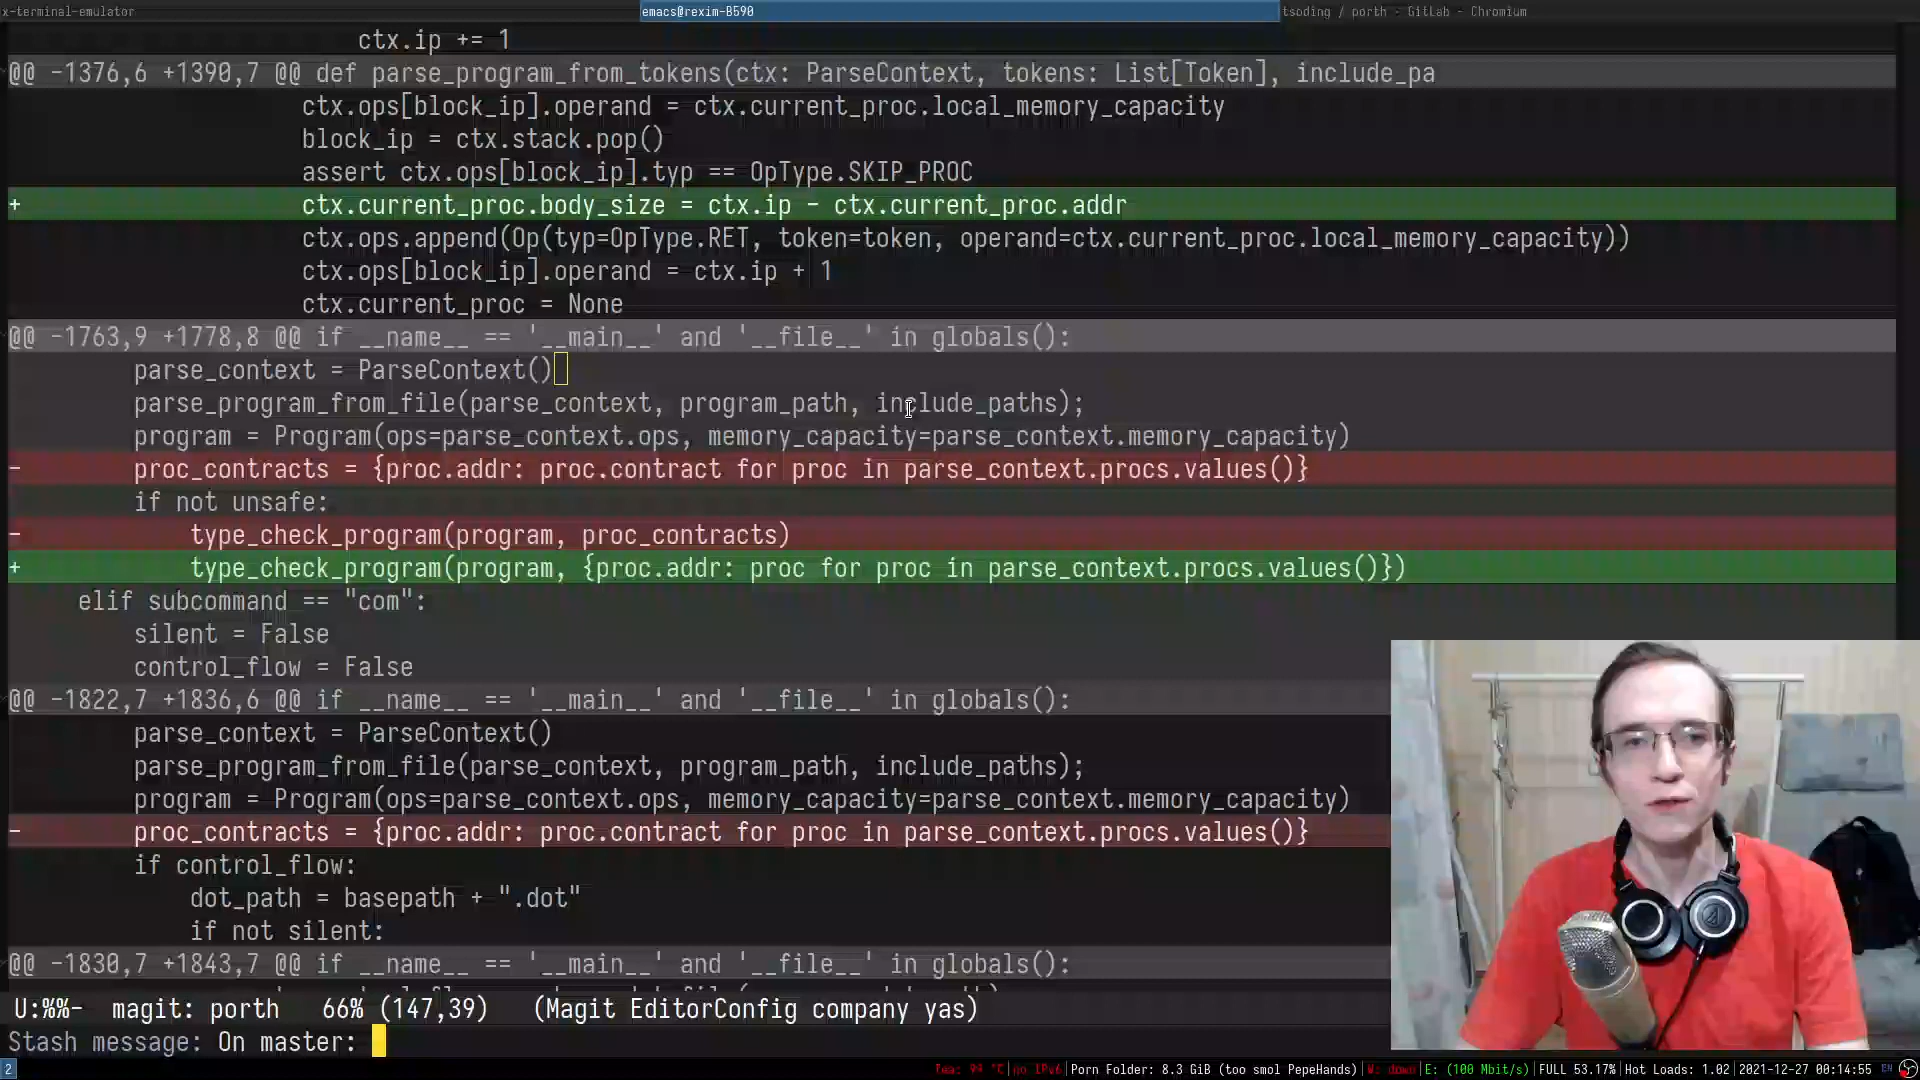 x-terminal-emulator
emacs@rexim-B590
tsoding / porth · GitLab - Chromium
ctx.ip += 1
@@ -1376,6 +1390,7 @@ def parse_program_from_tokens(ctx: ParseContext, tokens: List[Token], include_pa
ctx.ops[block_ip].operand = ctx.current_proc.local_memory_capacity
block_ip = ctx.stack.pop()
assert ctx.ops[block_ip].typ == OpType.SKIP_PROC
+ ctx.current_proc.body_size = ctx.ip - ctx.current_proc.addr
ctx.ops.append(Op(typ=OpType.RET, token=token, operand=ctx.current_proc.local_memory_capacity))
ctx.ops[block_ip].operand = ctx.ip + 1
ctx.current_proc = None
@@ -1763,9 +1778,8 @@ if __name__ == '__main__' and '__file__' in globals():
parse_context = ParseContext()
parse_program_from_file(parse_context, program_path, include_paths);
program = Program(ops=parse_context.ops, memory_capacity=parse_context.memory_capacity)
- proc_contracts = {proc.addr: proc.contract for proc in parse_context.procs.values()}
if not unsafe:
- type_check_program(program, proc_contracts)
+ type_check_program(program, {proc.addr: proc for proc in parse_context.procs.values()})
elif subcommand == "com":
silent = False
control_flow = False
@@ -1822,7 +1836,6 @@ if __name__ == '__main__' and '__file__' in globals():
parse_context = ParseContext()
parse_program_from_file(parse_context, program_path, include_paths);
program = Program(ops=parse_context.ops, memory_capacity=parse_context.memory_capacity)
- proc_contracts = {proc.addr: proc.contract for proc in parse_context.procs.values()}
if control_flow:
dot_path = basepath + ".dot"
if not silent:
@@ -1830,7 +1843,7 @@ if __name__ == '__main__' and '__file__' in globals():
U:%%- magit: porth 66% (147,39) (Magit EditorConfig company yas)
Stash message: On master:
2
Tea: 99 °C|no IPv6|Porn Folder: 8.3 GiB (too smol PepeHands)|W: down|E: (100 Mbit/s)|FULL 53.17%|Hot Loads: 1.02|2021-12-27 00:14:55 EN